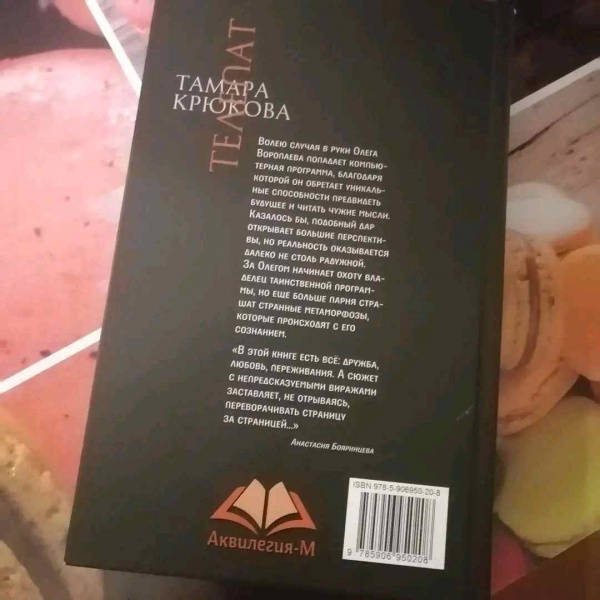 ТЕЛЕПАТ
ТАМАРА
КРЮКОВА
Волею случая в руки Олега
Воропаева попадает компью-
терная программа, благодаря
которой он обретает уникаль-
ные способности предвидеть
будущее и читать чужие мысли.
Казалось бы, подобный дар
открывает большие перспекти-
вы, но реальность оказывается
далеко не столь радужной.
За Олегом начинает охоту вла-
делец таинственной програм-
мы, но еще больше парня стра-
шат странные метаморфозы,
которые происходят с его
сознанием.
«В этой книге есть всё: дружба,
любовь, переживания. А сюжет
с непредсказуемыми виражами
заставляет, не отрываясь,
переворачивать страницу
за страницей...»
Анастасия Бояринцева
ISBN 978-5-906950-20-8
9 785906 950208
Аквилегия-М